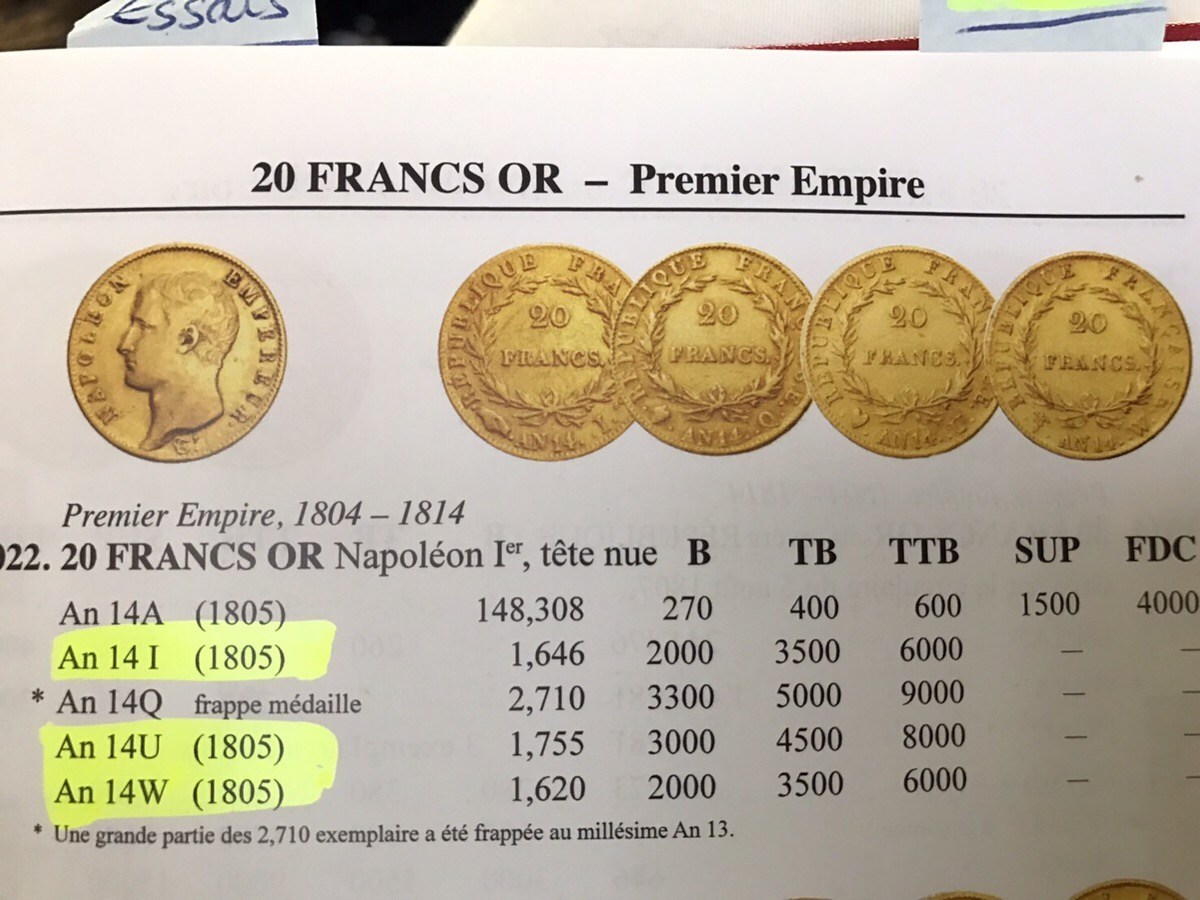 Essais
20 FRANCS OR – Premier Empire
NAPOLEON EMPEREUR.
RÉPUBLIQUE FRA
20
FRANCS.
AN 14. I
RÉPUBLIQUE FRAN
20
FRANCS.
AN 14. Q
RÉPUBLIQUE FRAN
20
FRANCS.
AN 14.
RÉPUBLIQUE FRANÇAISE.
20
FRANCS.
AN 14. W
Premier Empire, 1804 – 1814
022. 20 FRANCS OR Napoléon Ier, tête nue B TB TTB SUP FDC
An 14A (1805) 148,308 270 400 600 1500 4000
An 14 I (1805) 1,646 2000 3500 6000 — —
* An 14Q frappe médaille 2,710 3300 5000 9000 — —
An 14U (1805) 1,755 3000 4500 8000 — —
An 14W (1805) 1,620 2000 3500 6000 — —
* Une grande partie des 2,710 exemplaire a été frappée au millésime An 13.